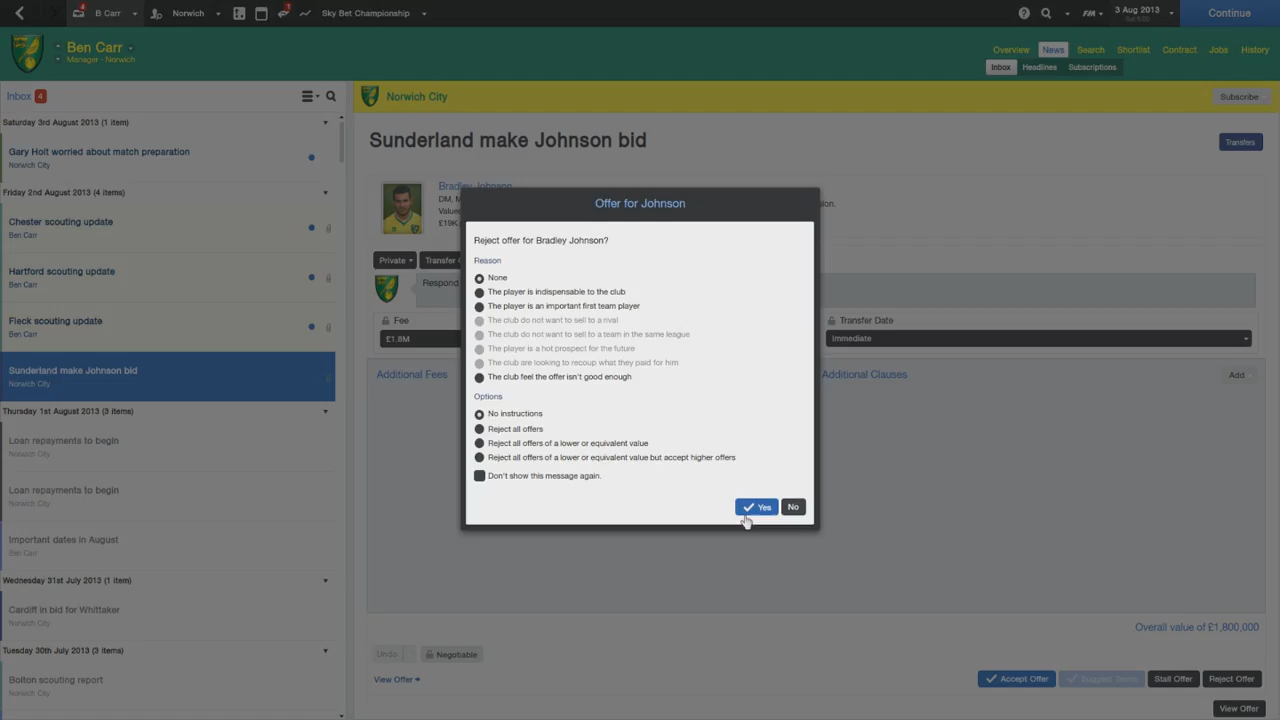 B Carr
4
Norwich
1
Sky Bet Championship
FM
3 Aug 2013
Continue
Ben Carr
Manager - Norwich
Overview News Search Shortlist Contract Jobs History
Inbox Headlines Subscriptions
Inbox 4
Norwich City
Subscribe
Saturday 3rd August 2013 (1 item)
Gary Holt worried about match preparation
Norwich City
Friday 2nd August 2013 (4 items)
Chester scouting update
Ben Carr
Hartford scouting update
Ben Carr
Fleck scouting update
Ben Carr
Sunderland make Johnson bid
Norwich City
Thursday 1st August 2013 (3 items)
Loan repayments to begin
Norwich City
Loan repayments to begin
Norwich City
Important dates in August
Ben Carr
Wednesday 31st July 2013 (1 item)
Cardiff in bid for Whittaker
Norwich City
Tuesday 30th July 2013 (3 items)
Bolton scouting report
Norwich City
Sunderland make Johnson bid
Transfers
Bradley Johnson
DM, M
Value
£19K
Private
Transfer
Respond
Fee
£1.8M
Transfer Date
Immediate
Additional Fees
Additional Clauses
Add
Offer for Johnson
Reject offer for Bradley Johnson?
Reason
None
The player is indispensable to the club
The player is an important first team player
The club do not want to sell to a rival
The club do not want to sell to a team in the same league
The player is a hot prospect for the future
The club are looking to recoup what they paid for him
The club feel the offer isn't good enough
Options
No instructions
Reject all offers
Reject all offers of a lower or equivalent value
Reject all offers of a lower or equivalent value but accept higher offers
Don't show this message again.
Yes
No
Overall value of £1,800,000
Undo
Negotiable
View Offer
Accept Offer
Suggest Terms
Stall Offer
Reject Offer
View Offer